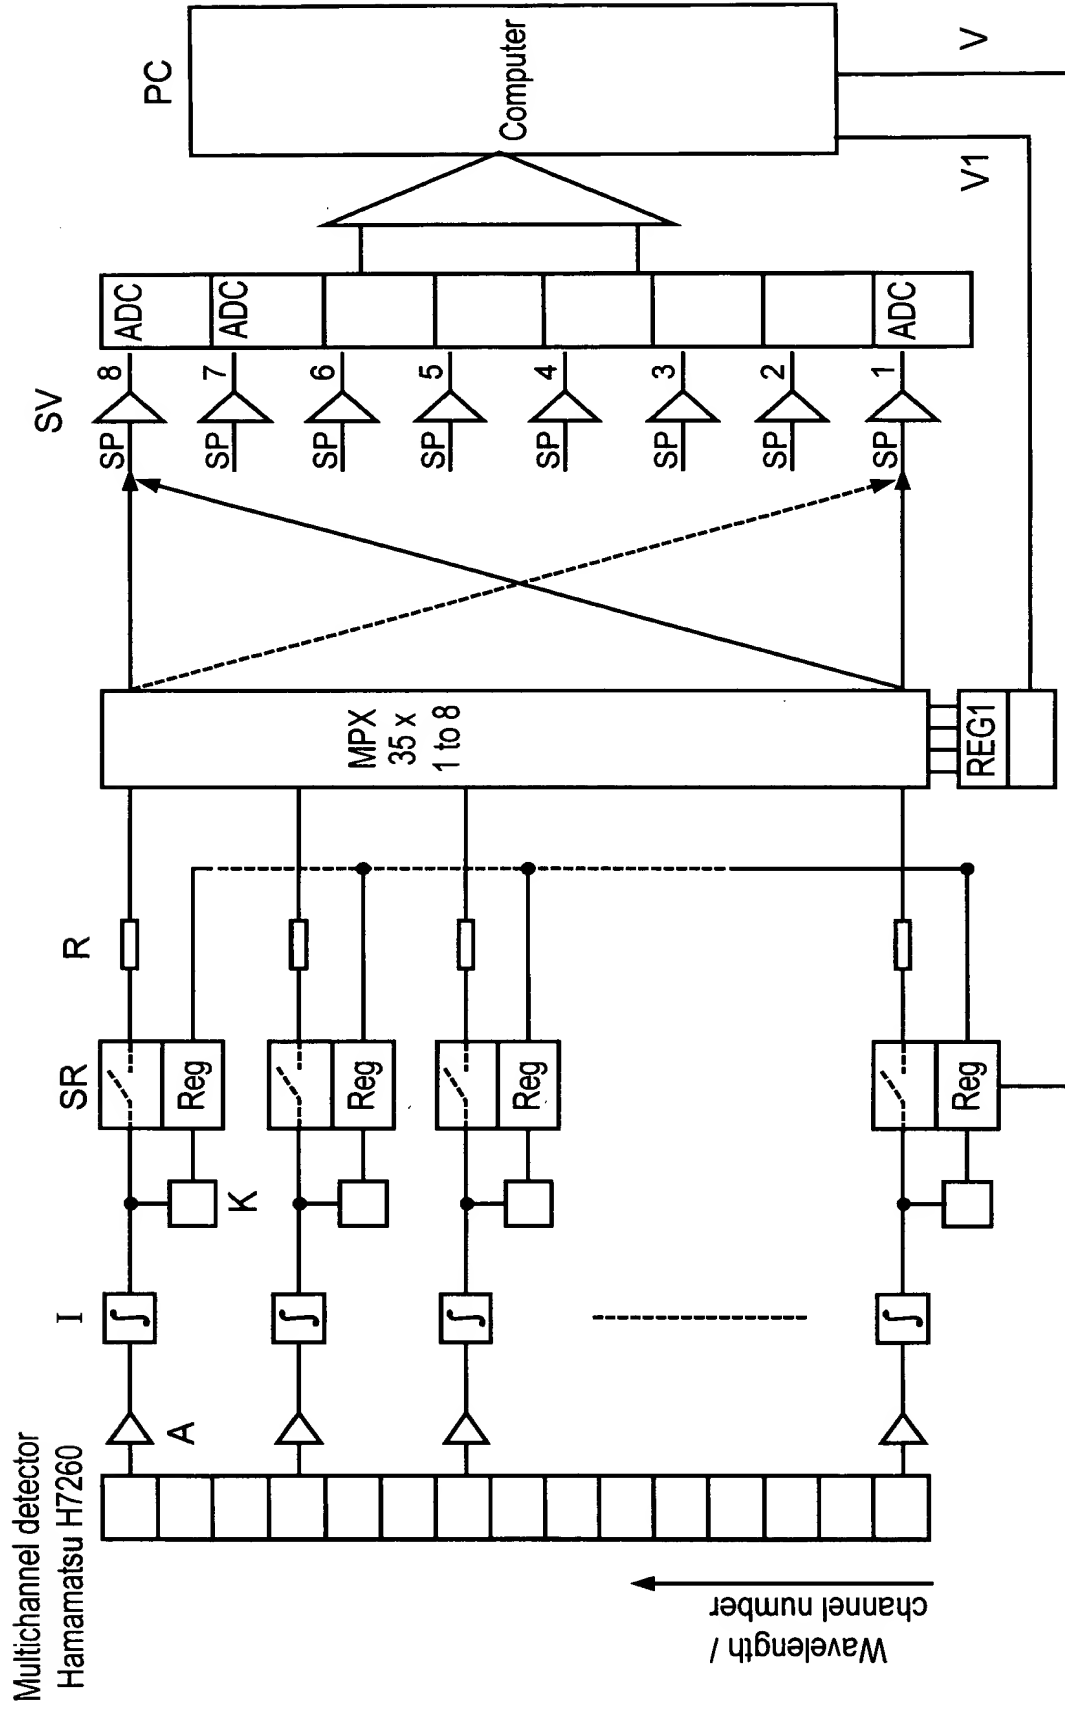 Multichannel detector
Hamamatsu H7260
A
I
K
SR
R
Reg
Reg
Reg
Reg
MPX
35 x
1 to 8
REG1
SV
SP
SP
SP
SP
SP
SP
SP
SP
8
7
6
5
4
3
2
1
ADC
ADC
ADC
PC
Computer
V1
V
Wavelength /
channel number